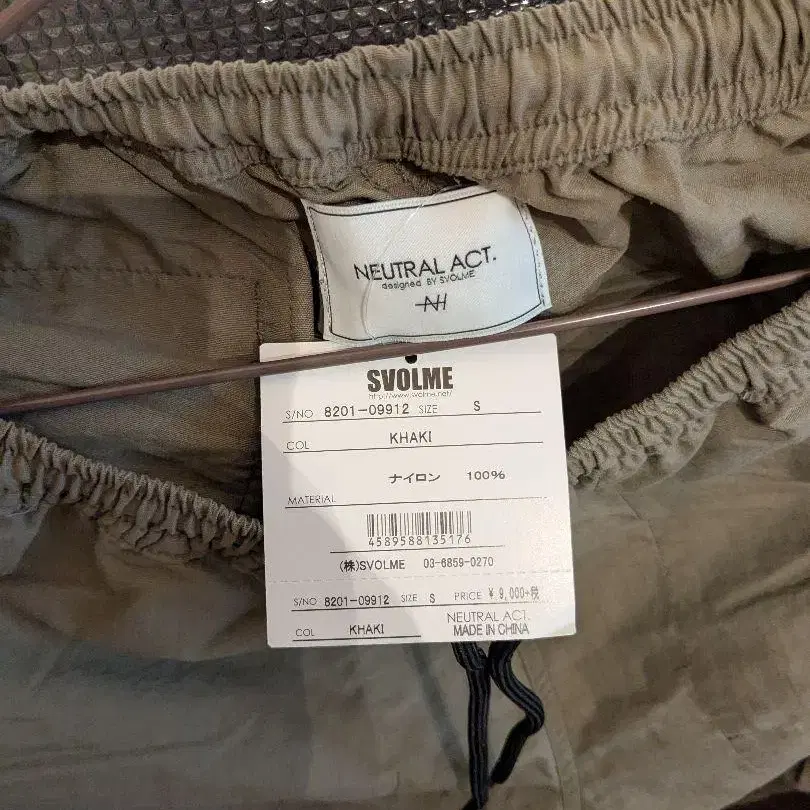 NEUTRAL ACT.
designed BY SVOLME
SVOLME
http://www.svolme.net/
S/NO 8201-09912 SIZE S
COL KHAKI
ナイロン 100%
MATERIAL
4589588135176
(株)SVOLME 03-6859-0270
S/NO 8201-09912 SIZE S PRICE ¥ 9,000+税
NEUTRAL ACT.
COL KHAKI MADE IN CHINA